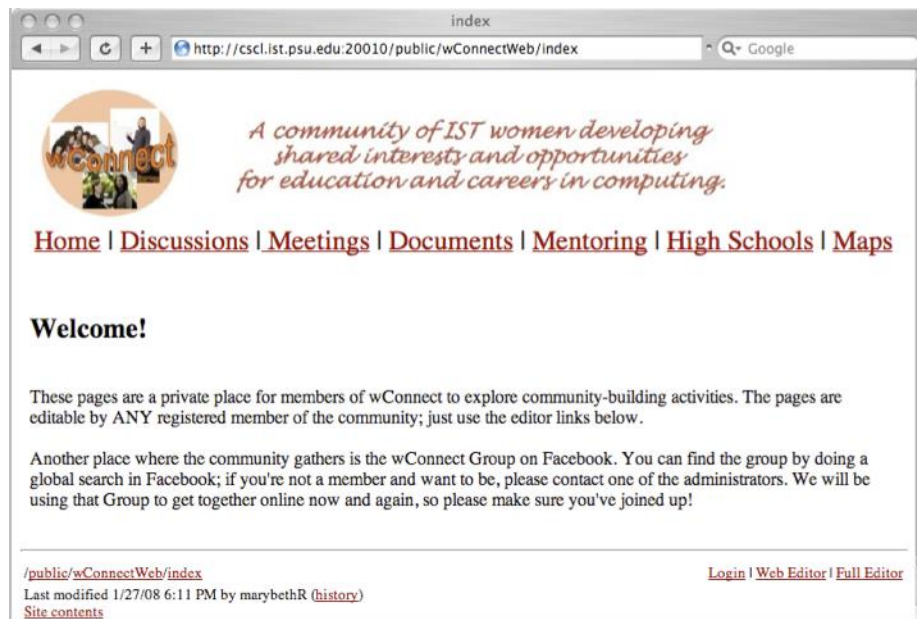 index
http://cscl.ist.psu.edu:20010/public/wConnectWeb/index
Google
wConnect
A community of IST women developing
shared interests and opportunities
for education and careers in computing.
Home | Discussions | Meetings | Documents | Mentoring | High Schools | Maps
Welcome!
These pages are a private place for members of wConnect to explore community-building activities. The pages are
editable by ANY registered member of the community; just use the editor links below.
Another place where the community gathers is the wConnect Group on Facebook. You can find the group by doing a
global search in Facebook; if you're not a member and want to be, please contact one of the administrators. We will be
using that Group to get together online now and again, so please make sure you've joined up!
/public/wConnectWeb/index
Login | Web Editor | Full Editor
Last modified 1/27/08 6:11 PM by marybethR (history)
Site contents